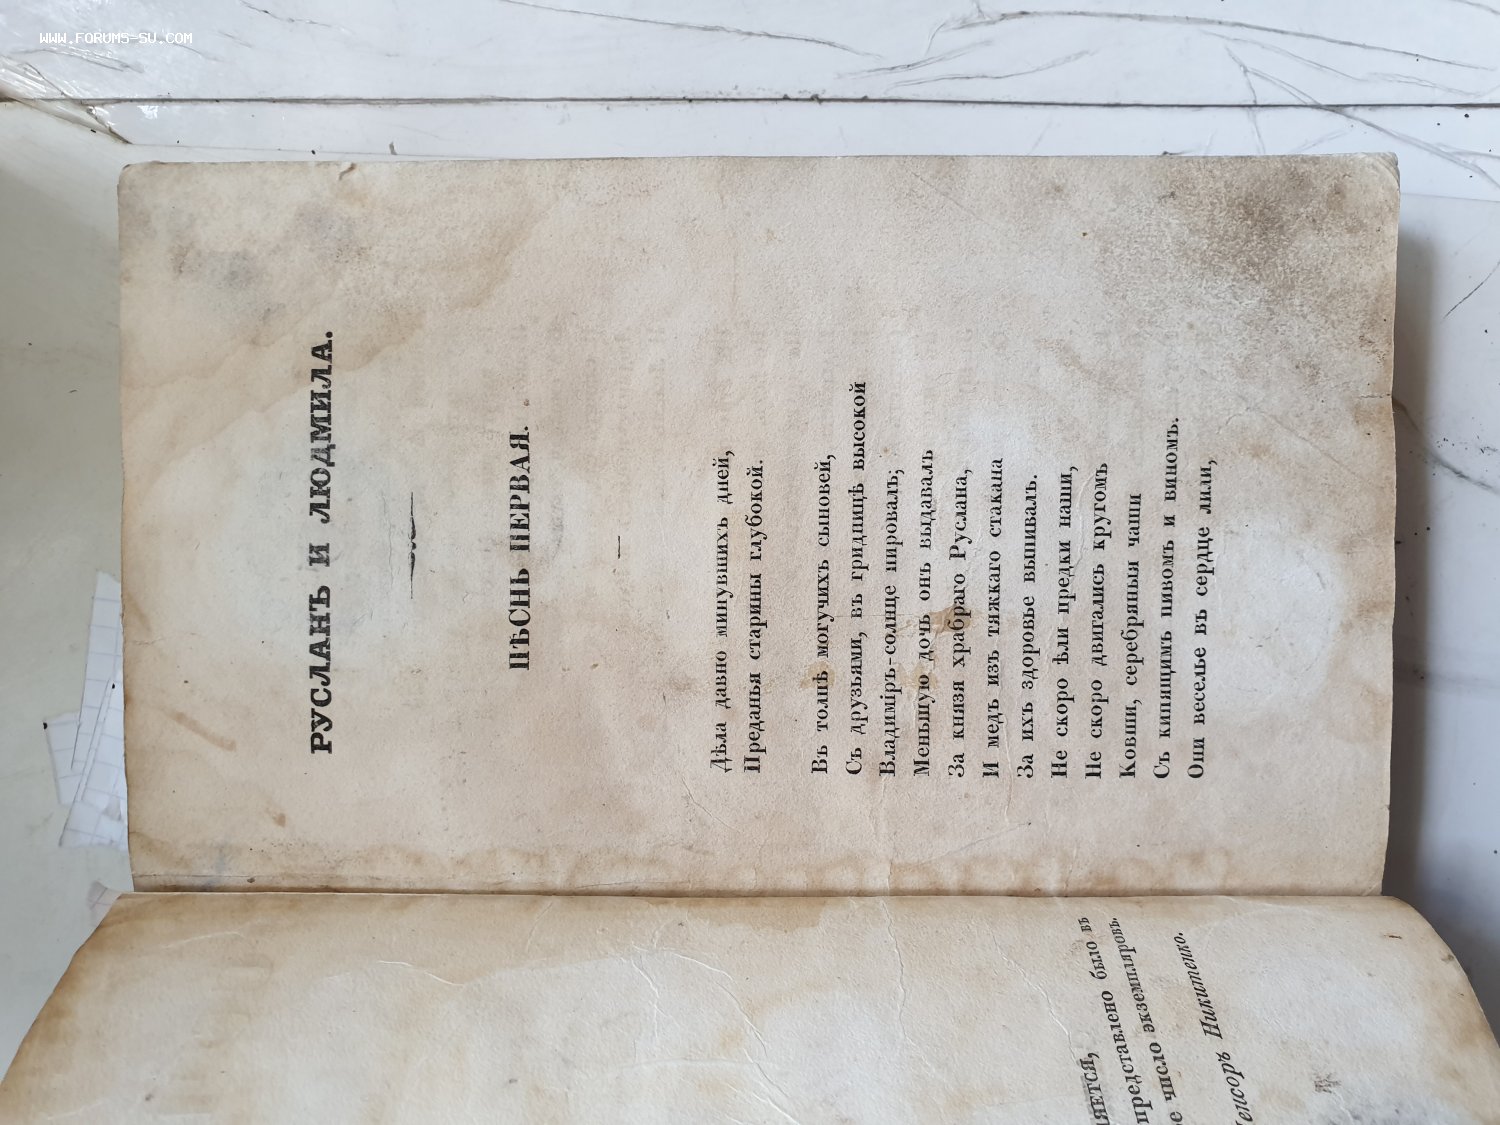 www.forums-su.com
РУСЛАНЪ И ЛЮДМИЛА.
ПѢСНЬ ПЕРВАЯ.
Дѣла давно минувшихъ дней,
Преданья старины глубокой.
Въ толпѣ могучихъ сыновей,
Съ друзьями, въ гридницѣ высокой
Владиміръ-солнце пировалъ;
Меньшую дочь онъ выдавалъ
За князя храбраго Руслана,
И медъ изъ тяжкаго стакана
За ихъ здоровье выпивалъ.
Не скоро ѣли предки наши,
Не скоро двигались кругомъ
Ковши, серебряныя чаши
Съ кипящимъ пивомъ и виномъ.
Они веселье въ сердце лили,
представлено было въ
число экземпляровъ.
Никитенко.